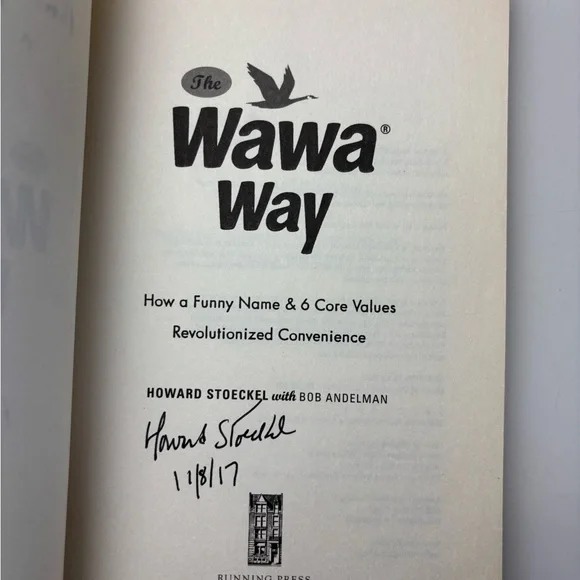 The
Wawa®
Way
How a Funny Name & 6 Core Values
Revolutionized Convenience
HOWARD STOECKEL with BOB ANDELMAN
Howard Stoeckel
11/8/17
RUNNING PRESS